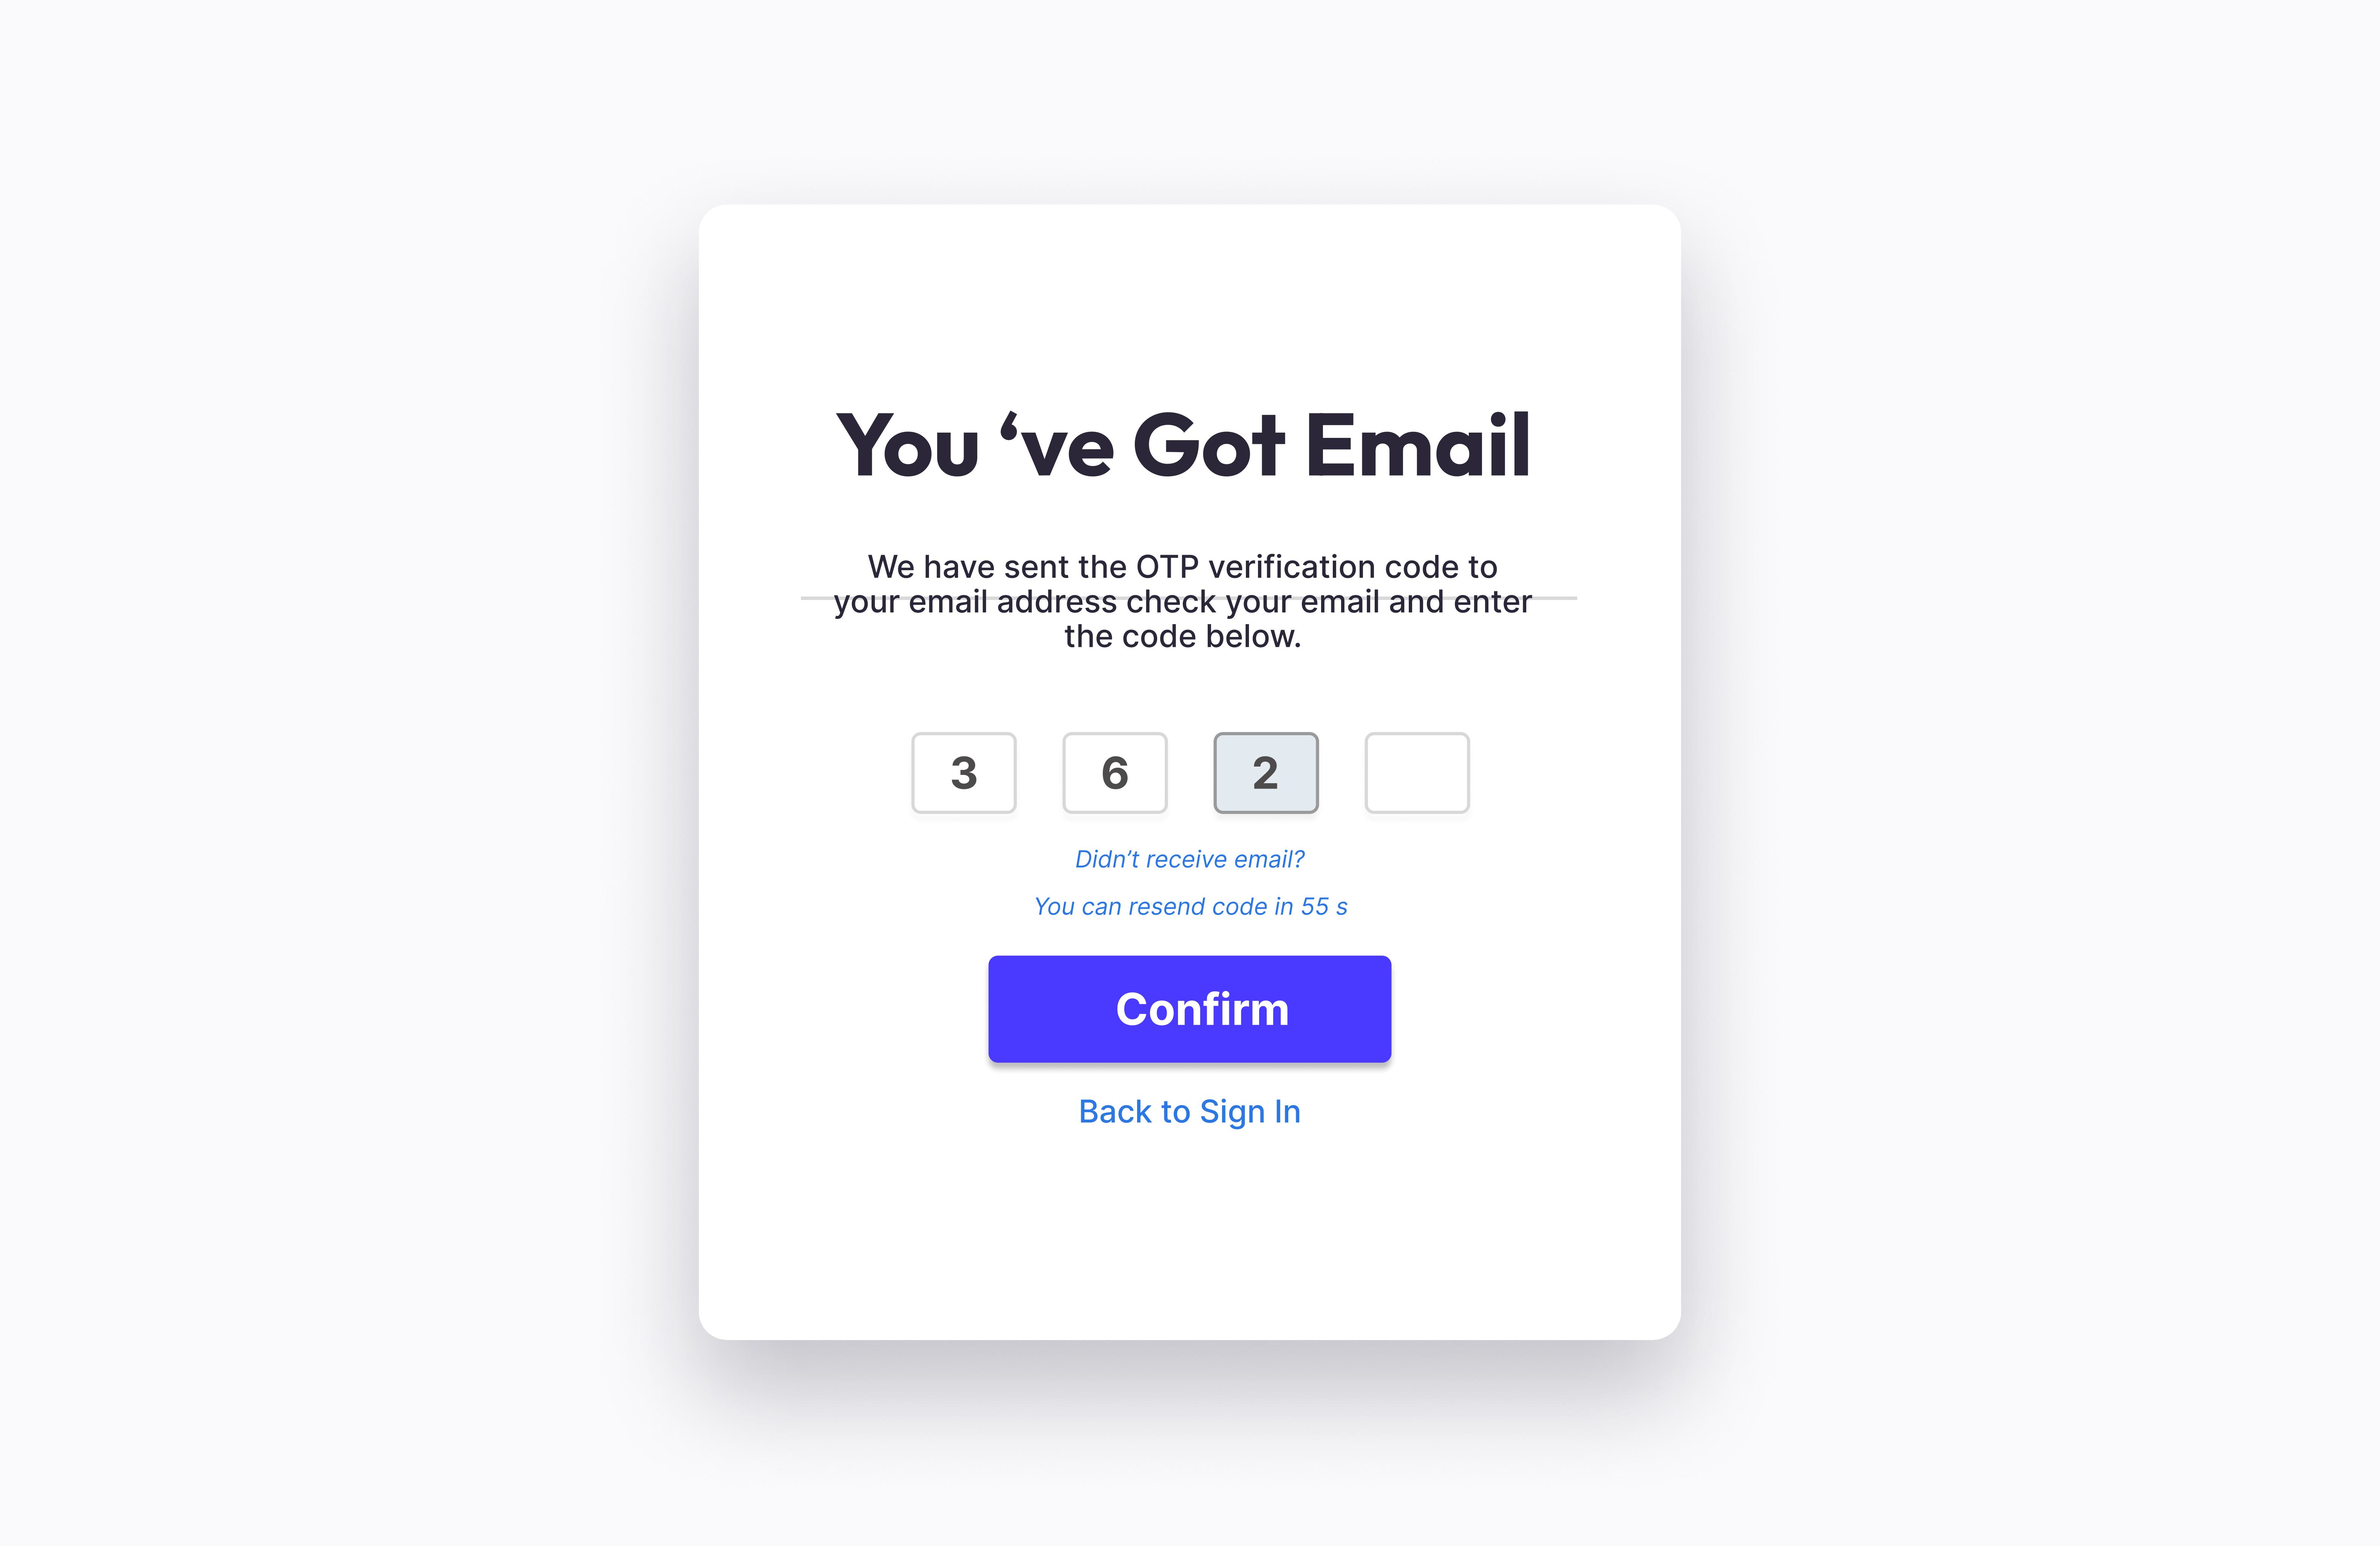 You ‘ve Got Email
We have sent the OTP verification code to
your email address check your email and enter
the code below.
3 6 2
Didn’t receive email?
You can resend code in 55 s
Confirm
Back to Sign In